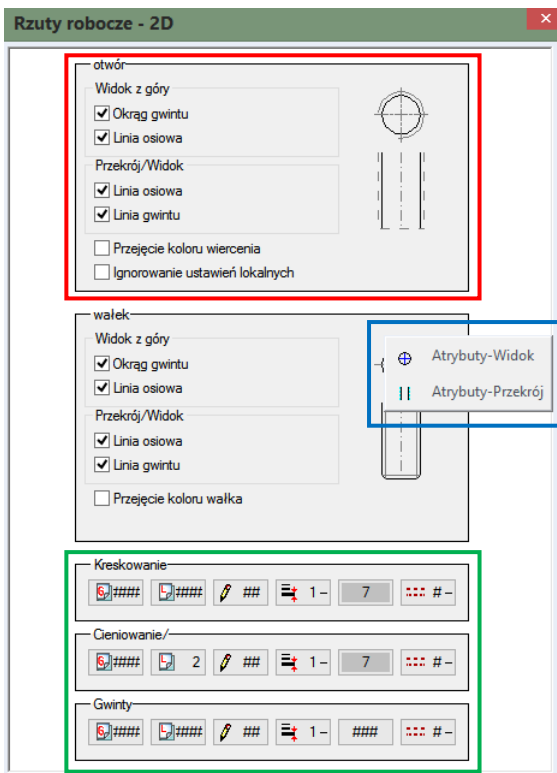 Rzuty robocze - 2D
otwór
Widok z góry
Okrąg gwintu
Linia osiowa
Przekrój/Widok
Linia osiowa
Linia gwintu
Przejęcie koloru wiercenia
Ignorowanie ustawień lokalnych
wałek
Widok z góry
Okrąg gwintu
Linia osiowa
Przekrój/Widok
Linia osiowa
Linia gwintu
Przejęcie koloru wałka
Atrybuty-Widok
Atrybuty-Przekrój
Kreskowanie
G #### L #### ## 1 – 7 # –
Cieniowanie/
G #### L 2 ## 1 – 7 # –
Gwinty
G #### L #### ## 1 – ### # –